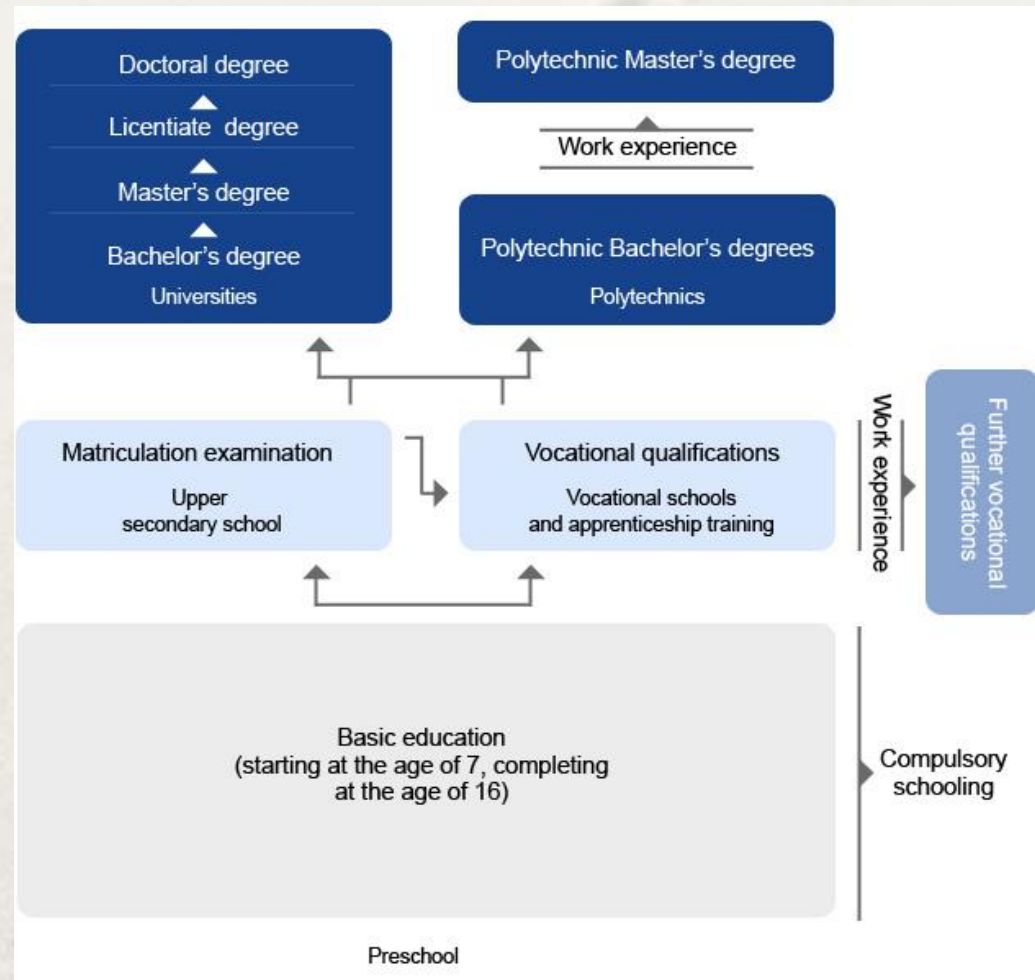 Doctoral degree
Licentiate degree
Master's degree
Bachelor's degree
Universities
Polytechnic Master's degree
Work experience
Polytechnic Bachelor's degrees
Polytechnics
Matriculation examination
Upper
secondary school
Vocational qualifications
Vocational schools
and apprenticeship training
Work experience
Further vocational
qualifications
Basic education
(starting at the age of 7, completing
at the age of 16)
Compulsory
schooling
Preschool